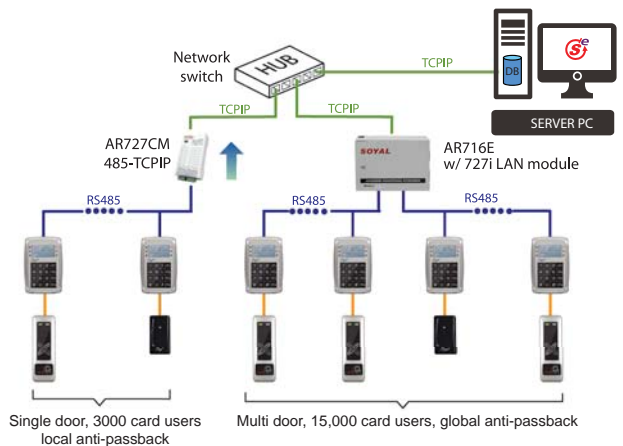 Network
switch
HUB
TCPIP
DB
Se
SERVER PC
TCPIP
TCPIP
AR727CM
485-TCPIP
SOYAL
AR716E
w/ 727i LAN module
RS485
RS485
RS485
Single door, 3000 card users
local anti-passback
Multi door, 15,000 card users, global anti-passback